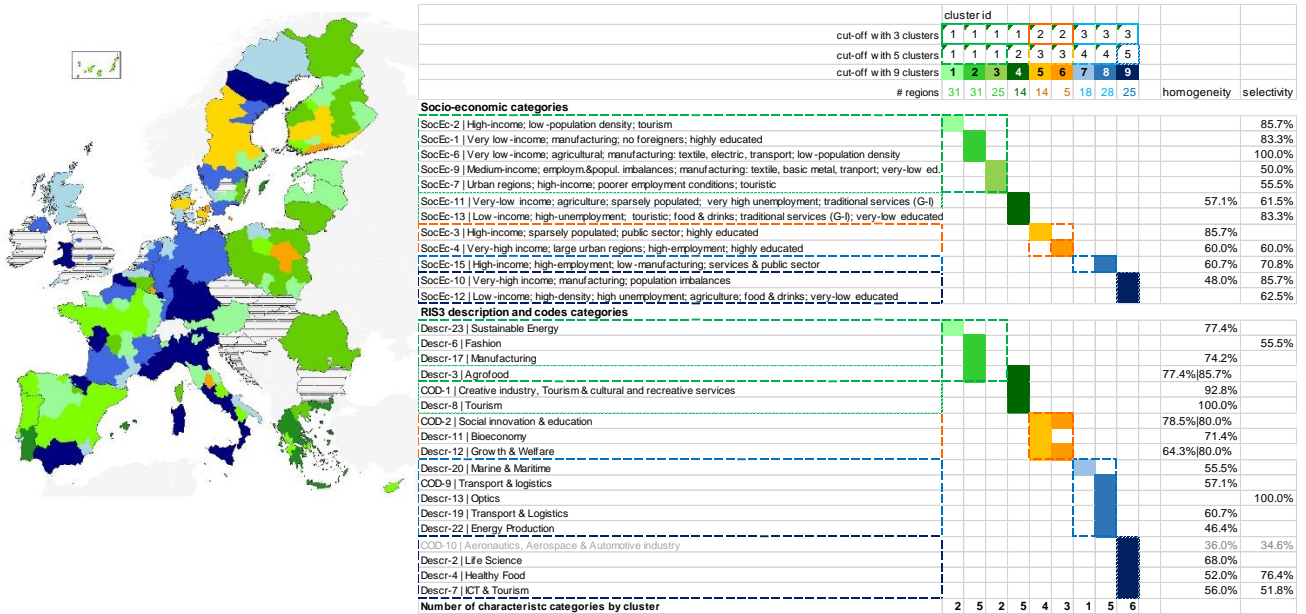 cluster id
cut-off with 3 clusters 1 1 1 1 2 2 3 3 3
cut-off with 5 clusters 1 1 1 2 3 3 4 4 5
cut-off with 9 clusters 1 2 3 4 5 6 7 8 9
# regions 31 31 25 14 14 5 18 28 25 homogeneity selectivity
Socio-economic categories
SocEc-2 | High-income; low-population density; tourism 85.7%
SocEc-1 | Very low-income; manufacturing; no foreigners; highly educated 83.3%
SocEc-6 | Very low-income; agricultural; manufacturing: textile, electric, transport; low-population density 100.0%
SocEc-9 | Medium-income; employm.&popul. imbalances; manufacturing: textile, basic metal, tranport; very-low ed. 50.0%
SocEc-7 | Urban regions; high-income; poorer employment conditions; touristic 55.5%
SocEc-11 | Very-low income; agriculture; sparsely populated; very high unemployment; traditional services (G-I) 57.1% 61.5%
SocEc-13 | Low-income; high-unemployment; touristic; food & drinks; traditional services (G-I); very-low educated 83.3%
SocEc-3 | High-income; sparsely populated; public sector; highly educated 85.7%
SocEc-4 | Very-high income; large urban regions; high-employment; highly educated 60.0% 60.0%
SocEc-15 | High-income; high-employment; low-manufacturing; services & public sector 60.7% 70.8%
SocEc-10 | Very-high income; manufacturing; population imbalances 48.0% 85.7%
SocEc-12 | Low-income; high-density; high unemployment; agriculture; food & drinks; very-low educated 62.5%
RIS3 description and codes categories
Descr-23 | Sustainable Energy 77.4%
Descr-6 | Fashion 55.5%
Descr-17 | Manufacturing 74.2%
Descr-3 | Agrofood 77.4%|85.7%
COD-1 | Creative industry, Tourism & cultural and recreative services 92.8%
Descr-8 | Tourism 100.0%
COD-2 | Social innovation & education 78.5%|80.0%
Descr-11 | Bioeconomy 71.4%
Descr-12 | Growth & Welfare 64.3%|80.0%
Descr-20 | Marine & Maritime 55.5%
COD-9 | Transport & logistics 57.1%
Descr-13 | Optics 100.0%
Descr-19 | Transport & Logistics 60.7%
Descr-22 | Energy Production 46.4%
COD-10 | Aeronautics, Aerospace & Automotive industry 36.0% 34.6%
Descr-2 | Life Science 68.0%
Descr-4 | Healthy Food 52.0% 76.4%
Descr-7 | ICT & Tourism 56.0% 51.8%
Number of characteristc categories by cluster 2 5 2 5 4 3 1 5 6